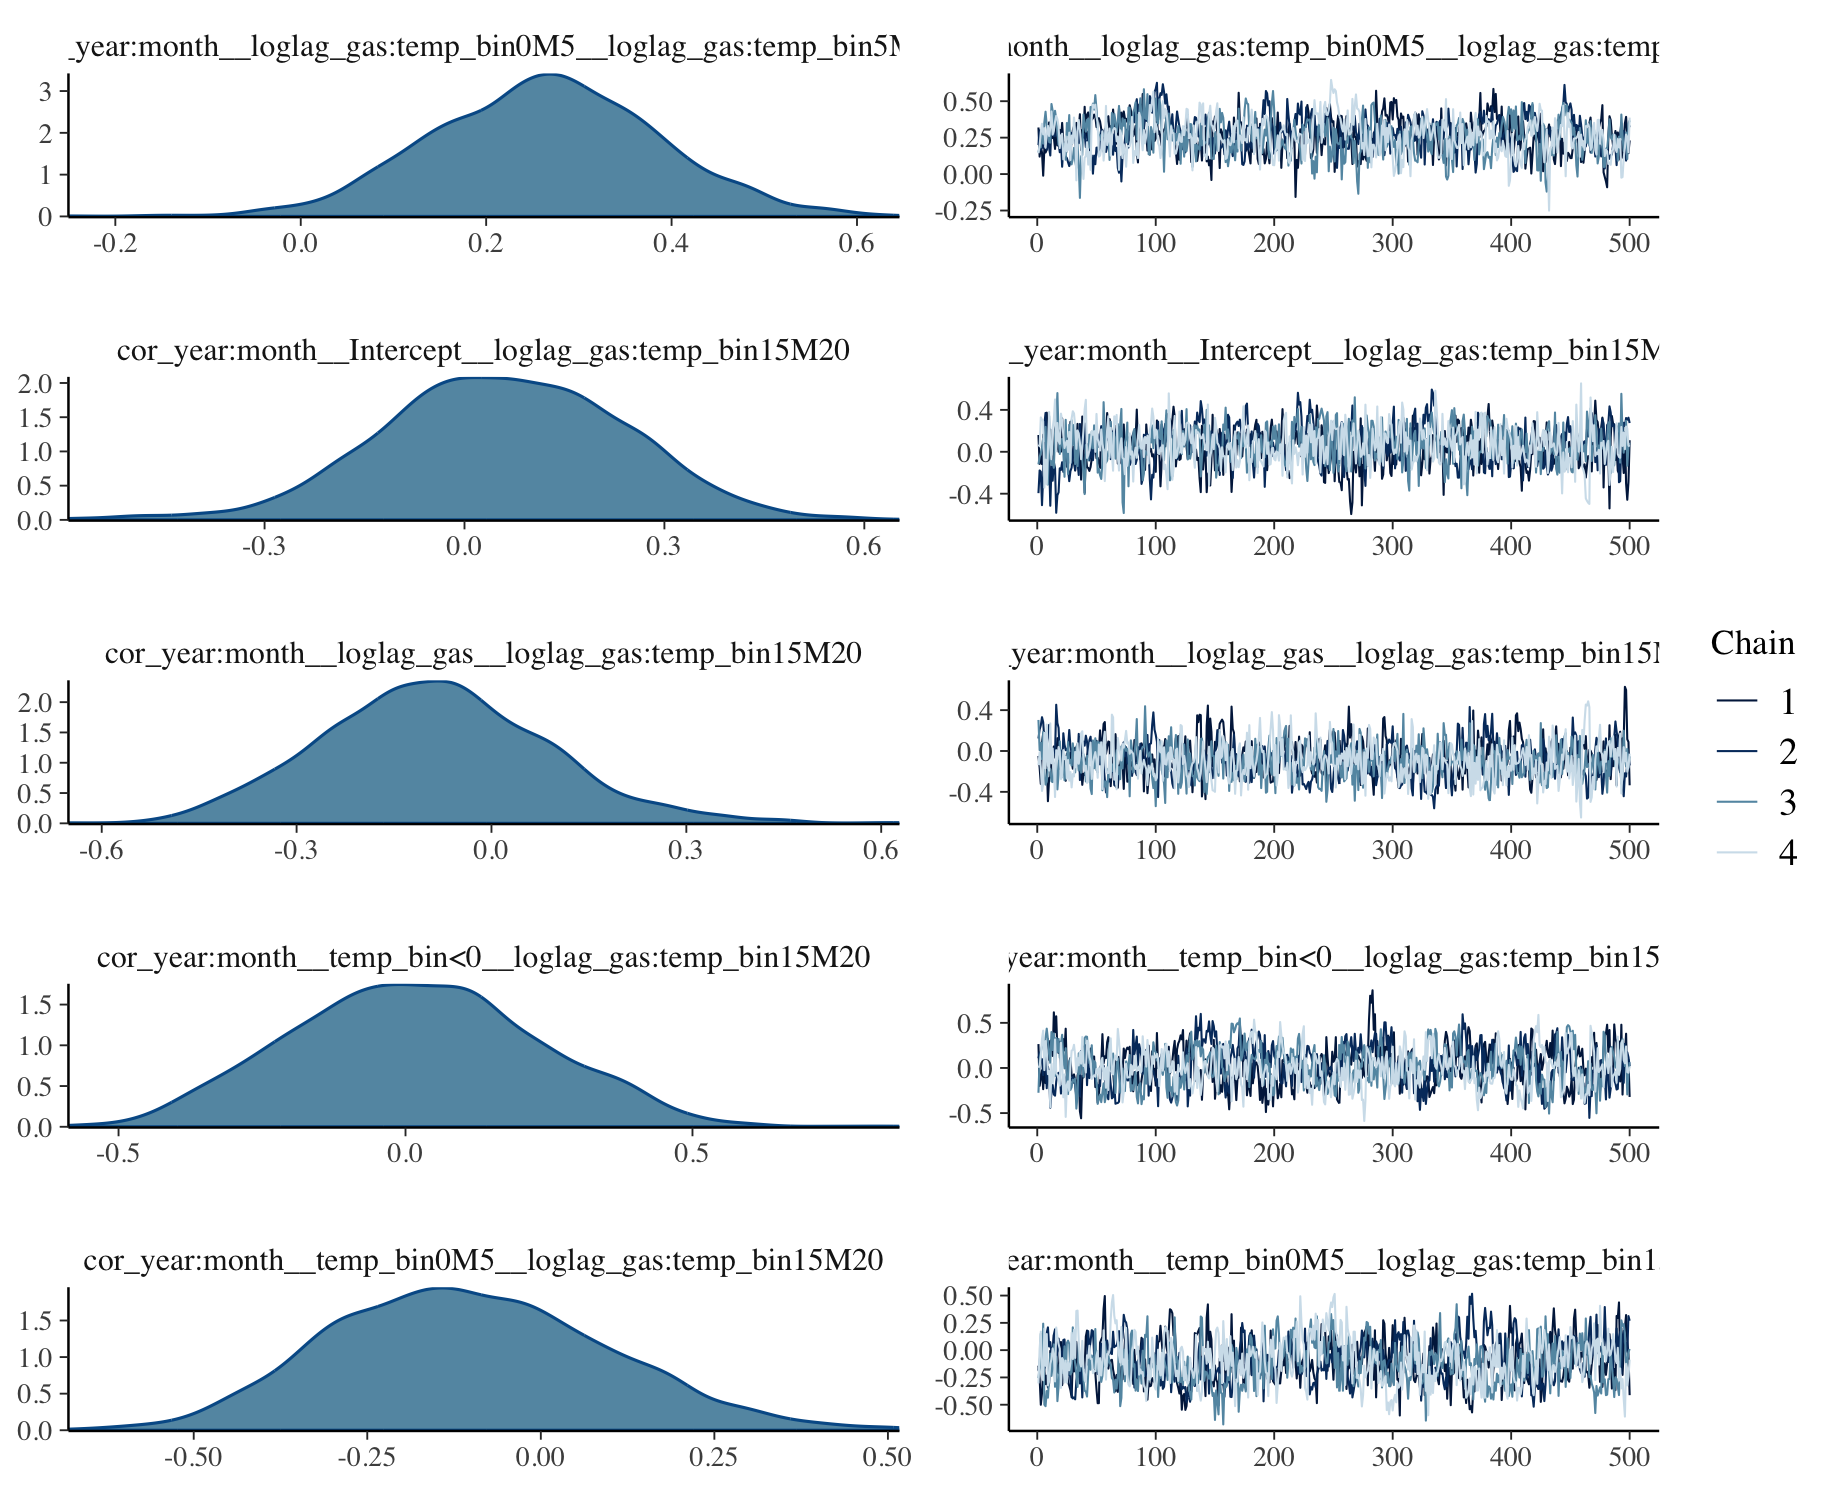 _year:month__loglag_gas:temp_bin0M5__loglag_gas:temp_bin5M
3
2
1
0
-0.2 0.0 0.2 0.4 0.6
month__loglag_gas:temp_bin0M5__loglag_gas:temp
0.50
0.25
0.00
-0.25
0 100 200 300 400 500
cor_year:month__Intercept__loglag_gas:temp_bin15M20
2.0
1.5
1.0
0.5
0.0
-0.3 0.0 0.3 0.6
_year:month__Intercept__loglag_gas:temp_bin15M
0.4
0.0
-0.4
0 100 200 300 400 500
cor_year:month__loglag_gas__loglag_gas:temp_bin15M20
2.0
1.5
1.0
0.5
0.0
-0.6 -0.3 0.0 0.3 0.6
year:month__loglag_gas__loglag_gas:temp_bin15M
0.4
0.0
-0.4
0 100 200 300 400 500
Chain
1
2
3
4
cor_year:month__temp_bin<0__loglag_gas:temp_bin15M20
1.5
1.0
0.5
0.0
-0.5 0.0 0.5
year:month__temp_bin<0__loglag_gas:temp_bin15
0.5
0.0
-0.5
0 100 200 300 400 500
cor_year:month__temp_bin0M5__loglag_gas:temp_bin15M20
1.5
1.0
0.5
0.0
-0.50 -0.25 0.00 0.25 0.50
ear:month__temp_bin0M5__loglag_gas:temp_bin1
0.50
0.25
0.00
-0.25
-0.50
0 100 200 300 400 500